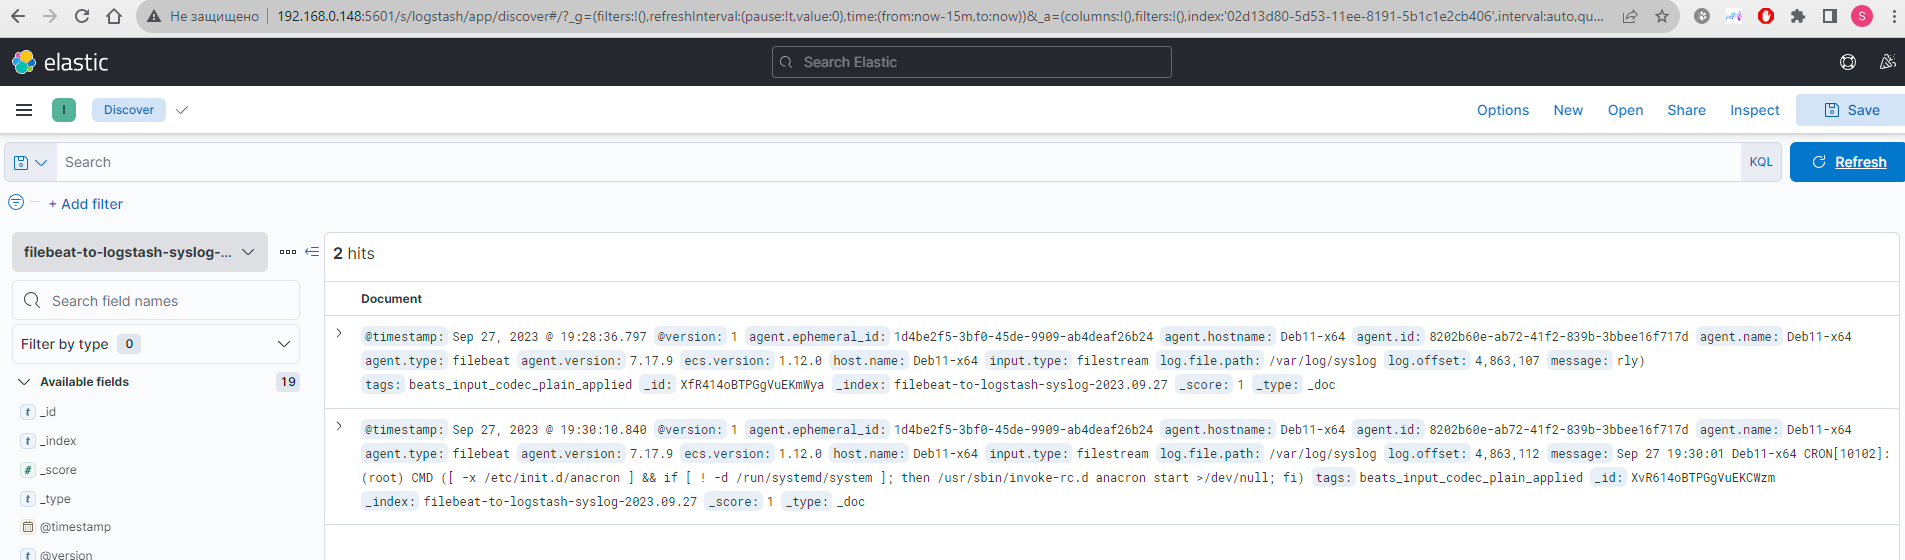 Не защищено 192.168.0.148:5601/s/logstash/app/discover#/?_g=(filters:!(),refreshInterval:(pause:!t,value:0),time:(from:now-15m,to:now))&_a=(columns:!(),filters:!(),index:'02d13d80-5d53-11ee-8191-5b1c1e2cb406',interval:auto,qu... S
elastic
Search Elastic
I Discover Options New Open Share Inspect Save
Search KQL Refresh
+ Add filter
filebeat-to-logstash-syslog-...
2 hits
Search field names
Document
Filter by type 0
Available fields 19
_id
_index
_score
_type
@timestamp
@version
@timestamp: Sep 27, 2023 @ 19:28:36.797 @version: 1 agent.ephemeral_id: 1d4be2f5-3bf0-45de-9909-ab4deaf26b24 agent.hostname: Deb11-x64 agent.id: 8202b60e-ab72-41f2-839b-3bbee16f717d agent.name: Deb11-x64
agent.type: filebeat agent.version: 7.17.9 ecs.version: 1.12.0 host.name: Deb11-x64 input.type: filestream log.file.path: /var/log/syslog log.offset: 4,863,107 message: rly)
tags: beats_input_codec_plain_applied _id: XfR414oBTPGgVuEKmWya _index: filebeat-to-logstash-syslog-2023.09.27 _score: 1 _type: _doc
@timestamp: Sep 27, 2023 @ 19:30:10.840 @version: 1 agent.ephemeral_id: 1d4be2f5-3bf0-45de-9909-ab4deaf26b24 agent.hostname: Deb11-x64 agent.id: 8202b60e-ab72-41f2-839b-3bbee16f717d agent.name: Deb11-x64
agent.type: filebeat agent.version: 7.17.9 ecs.version: 1.12.0 host.name: Deb11-x64 input.type: filestream log.file.path: /var/log/syslog log.offset: 4,863,112 message: Sep 27 19:30:01 Deb11-x64 CRON[10102]:
(root) CMD ([ -x /etc/init.d/anacron ] && if [ ! -d /run/systemd/system ]; then /usr/sbin/invoke-rc.d anacron start >/dev/null; fi) tags: beats_input_codec_plain_applied _id: XvR614oBTPGgVuEKCWzm
_index: filebeat-to-logstash-syslog-2023.09.27 _score: 1 _type: _doc